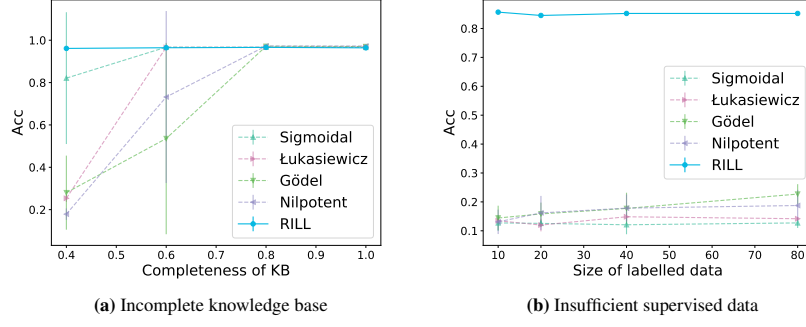 1.0
0.8
0.6
0.4
0.2
Acc
0.4 0.5 0.6 0.7 0.8 0.9 1.0
Completeness of KB
Sigmoidal
Łukasiewicz
Gödel
Nilpotent
RILL
(a) Incomplete knowledge base
0.9
0.8
0.7
0.6
0.5
0.4
0.3
0.2
0.1
Acc
10 20 30 40 50 60 70 80
Size of labelled data
Sigmoidal
Łukasiewicz
Gödel
Nilpotent
RILL
(b) Insufficient supervised data